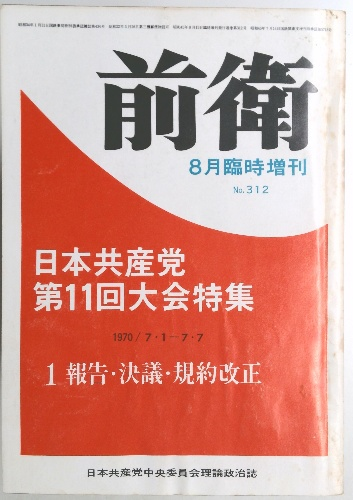 前衛
8月臨時増刊
No.312
日本共産党
第11回大会特集
1970/7・1—7・7
1 報告・決議・規約改正
日本共産党中央委員会理論政治誌